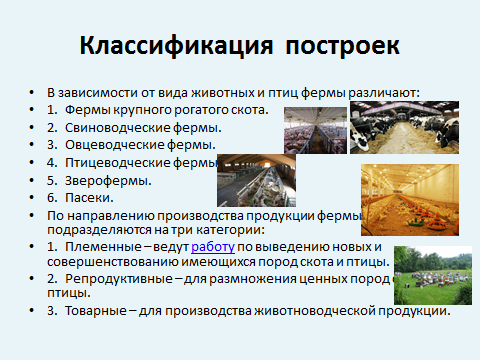 Классификация построек
• В зависимости от вида животных и птиц фермы различают:
• 1. Фермы крупного рогатого скота.
• 2. Свиноводческие фермы.
• 3. Овцеводческие фермы.
• 4. Птицеводческие фермы
• 5. Зверофермы.
• 6. Пасеки.
• По направлению производства продукции фермы
подразделяются на три категории:
• 1. Племенные – ведут работу по выведению новых и
совершенствованию имеющихся пород скота и птицы.
• 2. Репродуктивные – для размножения ценных пород
птицы.
• 3. Товарные – для производства животноводческой продукции.